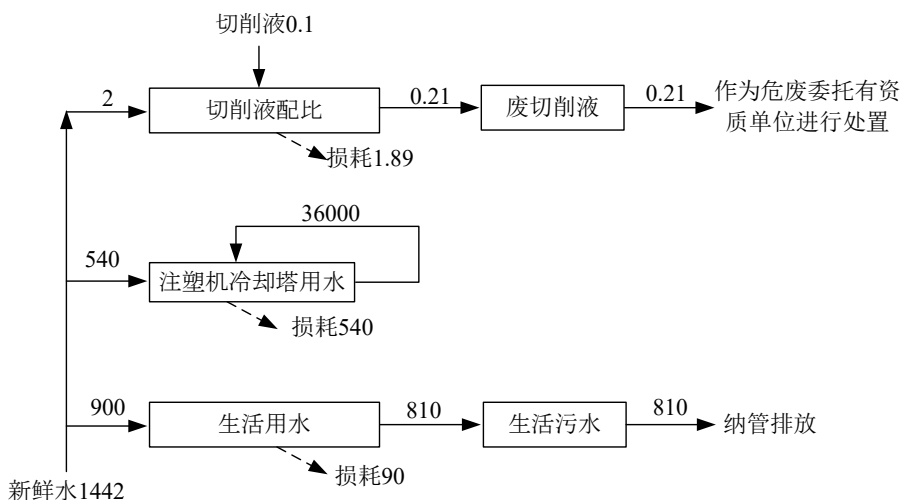 切削液0.1
2
切削液配比
0.21
废切削液
0.21
作为危废委托有资
质单位进行处置
损耗1.89
36000
540
注塑机冷却塔用水
损耗540
900
生活用水
810
生活污水
810
纳管排放
损耗90
新鲜水1442